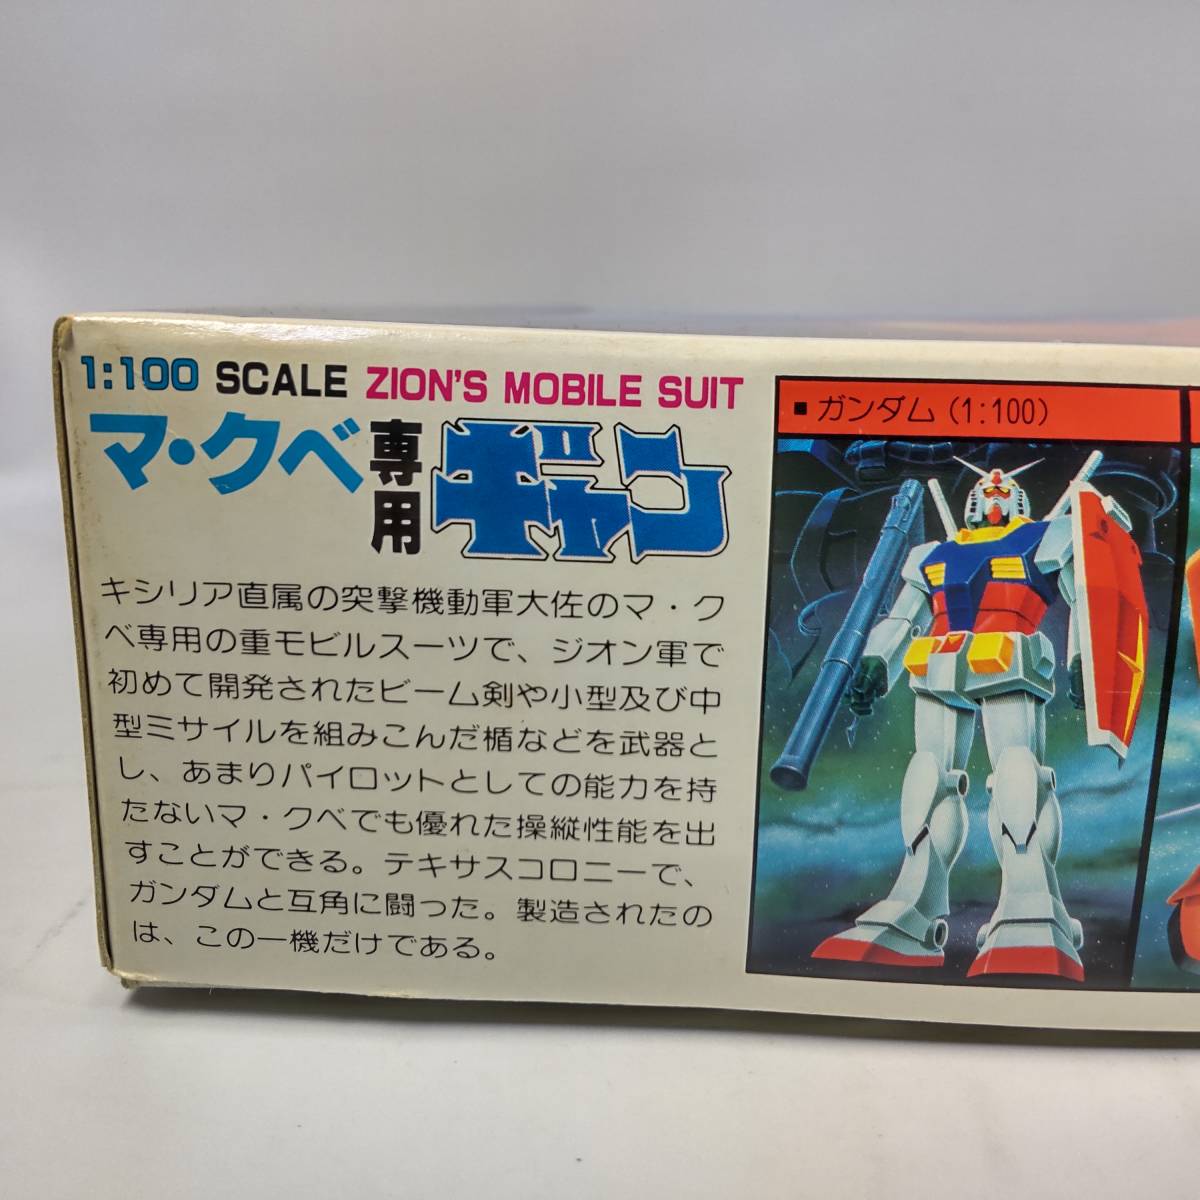 1:100 SCALE ZION'S MOBILE SUIT
マ・クベ専用ギャン
キシリア直属の突撃機動軍大佐のマ・ク
ベ専用の重モビルスーツで、ジオン軍で
初めて開発されたビーム剣や小型及び中
型ミサイルを組みこんだ楯などを武器と
し、あまりパイロットとしての能力を持
たないマ・クベでも優れた操縦性能を出
すことができる。テキサスコロニーで、
ガンダムと互角に闘った。製造されたの
は、この一機だけである。
▪ガンダム(1:100)